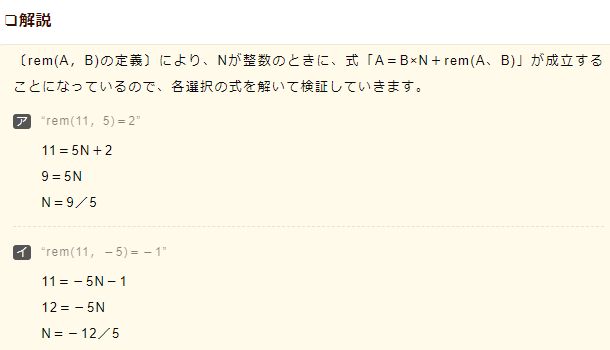 ❏解説
〔rem(A，B)の定義〕により、Nが整数のときに、式「A＝B×N＋rem(A、B)」が成立する
ことになっているので、各選択の式を解いて検証していきます。
ア “rem(11，5)＝2”
11＝5N＋2
9＝5N
N＝9／5
イ “rem(11，－5)＝－1”
11＝－5N－1
12＝－5N
N＝－12／5